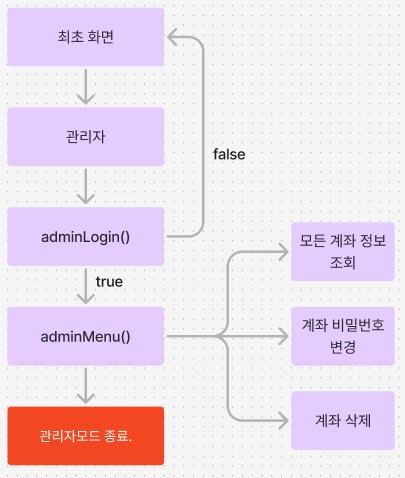 최초 화면
관리자
false
adminLogin()
true
모든 계좌 정보
조회
adminMenu()
계좌 비밀번호
변경
계좌 삭제
관리자모드 종료.